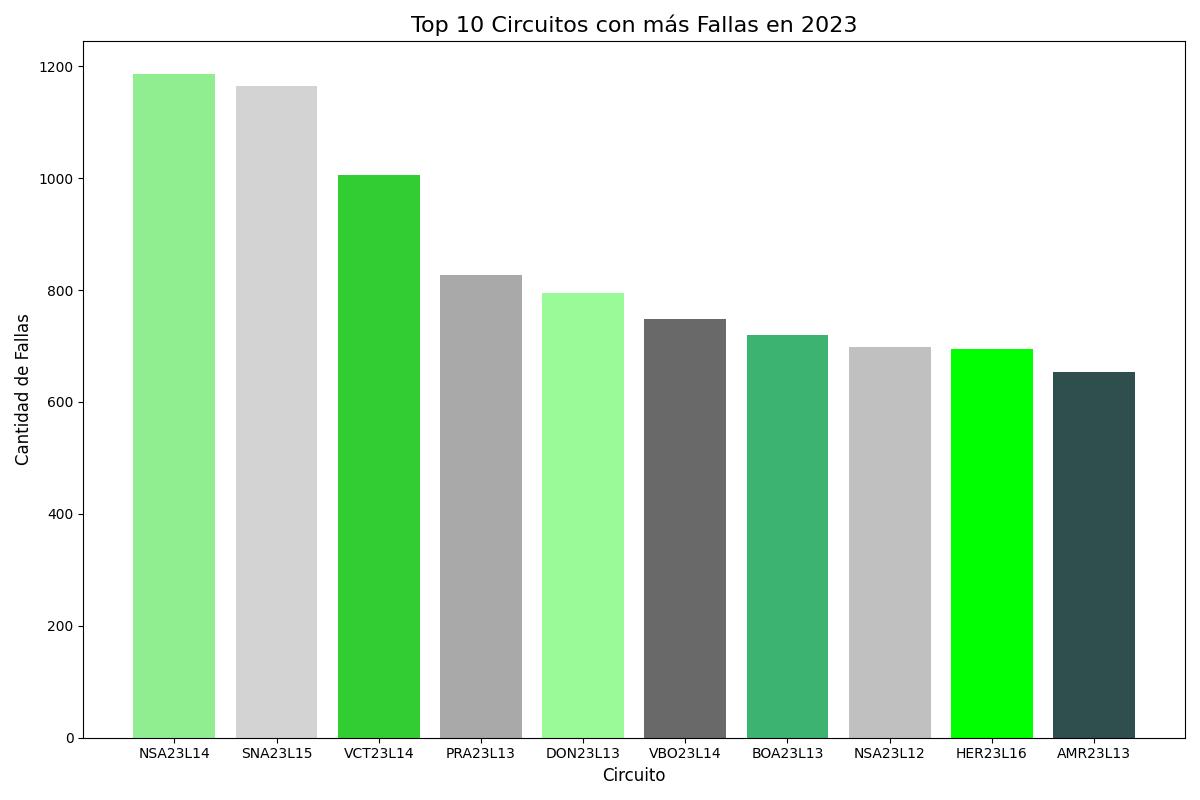 Top 10 Circuitos con más Fallas en 2023
Cantidad de Fallas
1200
1000
800
600
400
200
0
NSA23L14 SNA23L15 VCT23L14 PRA23L13 DON23L13 VBO23L14 BOA23L13 NSA23L12 HER23L16 AMR23L13
Circuito